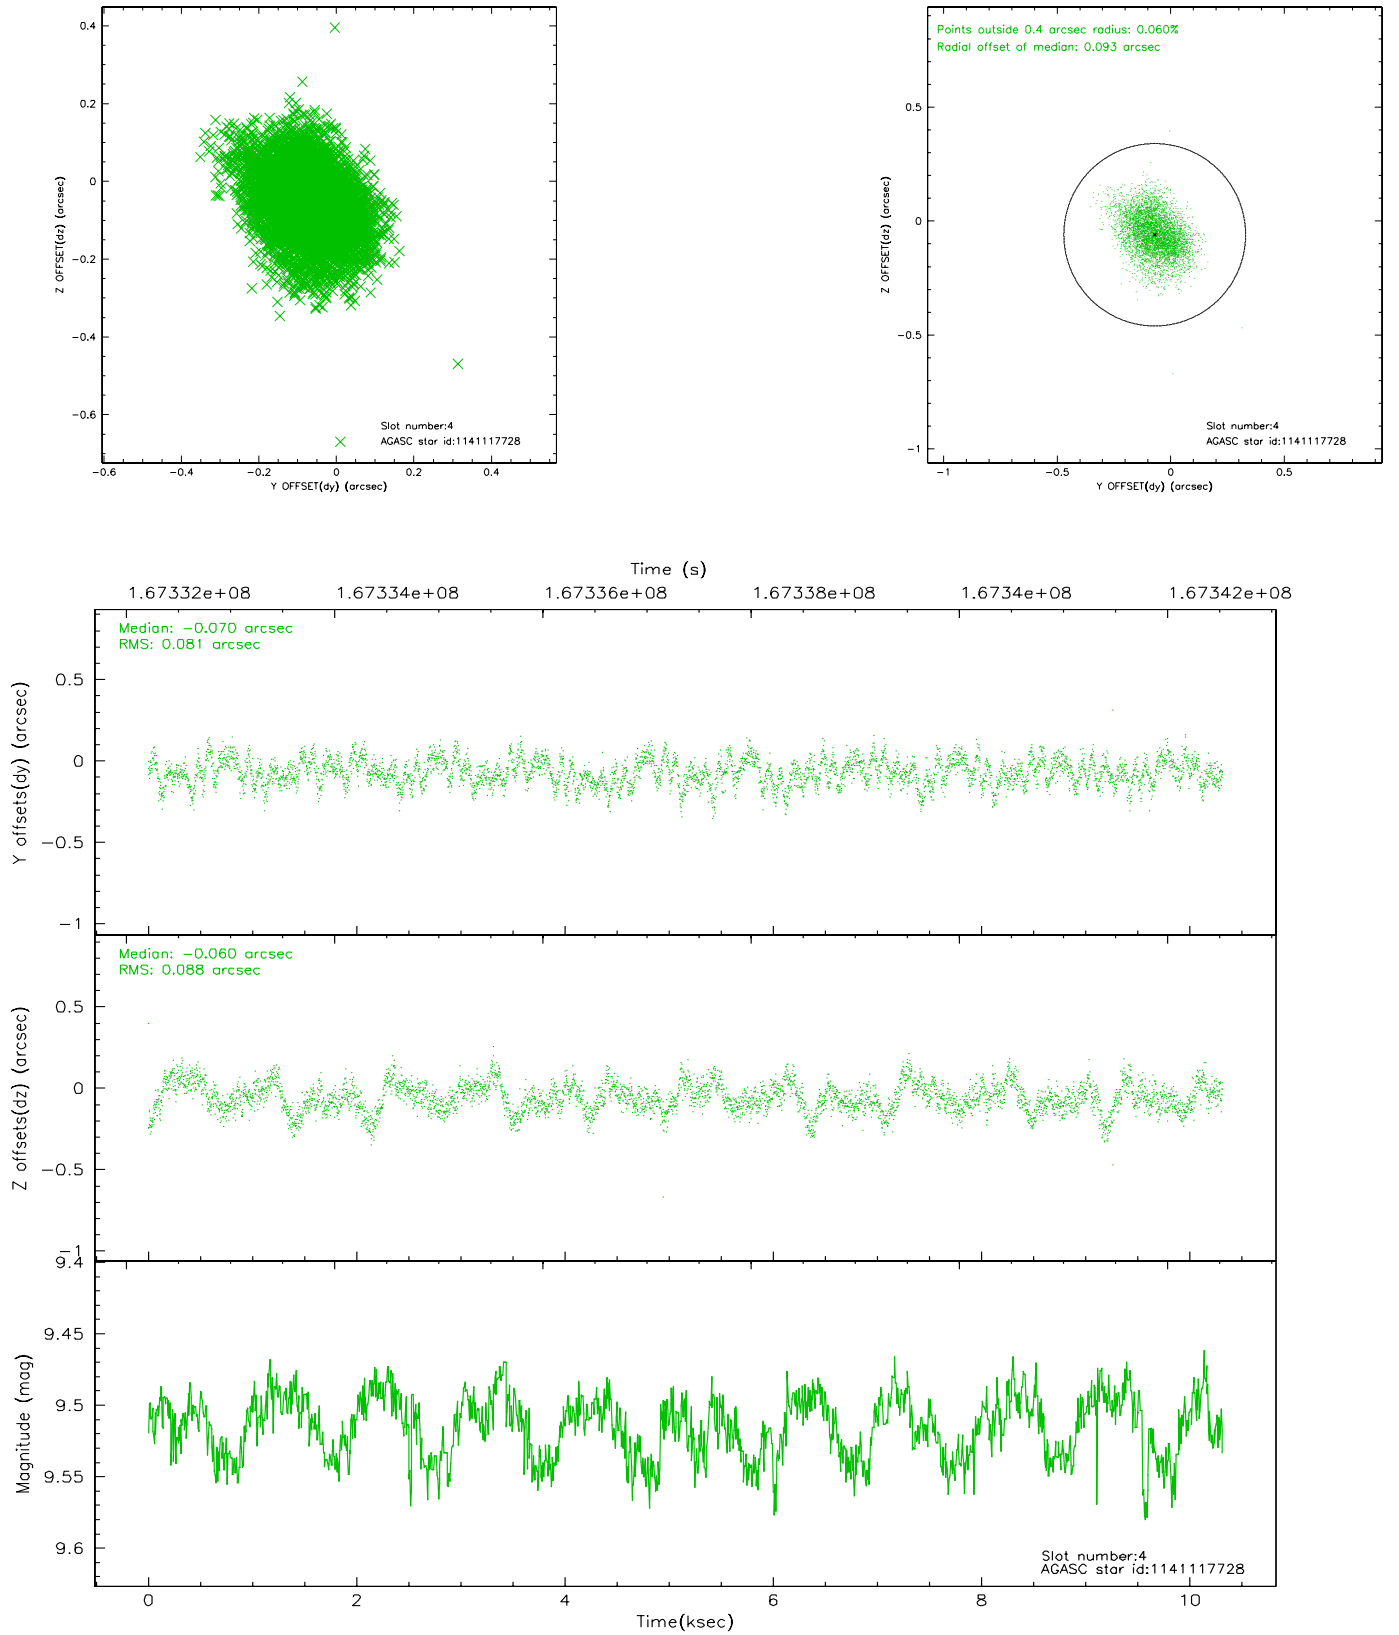 0.4
0.2
0
-0.2
-0.4
-0.6
Z OFFSET(dz) (arcsec)
Slot number:4
AGASC star id:1141117728
-0.6 -0.4 -0.2 0 0.2 0.4
Y OFFSET(dy) (arcsec)
Points outside 0.4 arcsec radius: 0.060%
Radial offset of median: 0.093 arcsec
0.5
0
-0.5
-1
Z OFFSET(dz) (arcsec)
Slot number:4
AGASC star id:1141117728
-1 -0.5 0 0.5
Y OFFSET(dy) (arcsec)
Time (s)
1.67332e+08 1.67334e+08 1.67336e+08 1.67338e+08 1.6734e+08 1.67342e+08
Median: -0.070 arcsec
RMS: 0.081 arcsec
0.5
0
-0.5
-1
Y offsets(dy) (arcsec)
Median: -0.060 arcsec
RMS: 0.088 arcsec
0.5
0
-0.5
-1
Z offsets(dz) (arcsec)
9.4
9.45
9.5
9.55
9.6
Magnitude (mag)
Slot number:4
AGASC star id:1141117728
0 2 4 6 8 10
Time(ksec)